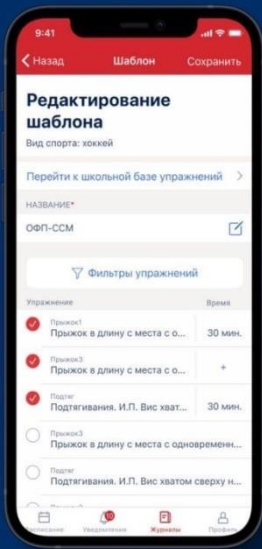 9:41
Назад Шаблон Сохранить
Редактирование
шаблона
Вид спорта: хоккей
Перейти к школьной базе упражнений >
НАЗВАНИЕ*
ОФП-ССМ
Фильтры упражнений
Упражнение Время
Прыжок1
Прыжок в длину с места с о... 30 мин.
Прыжок3
Прыжок в длину с места с о... +
Подтяг
Подтягивания. И.П. Вис хват... 30 мин.
Прыжок3
Прыжок в длину с места с одновременн...
Подтяг
Подтягивания. И.П. Вис хватом сверху н...
10
Расписание Уведомления Журналы Профиль